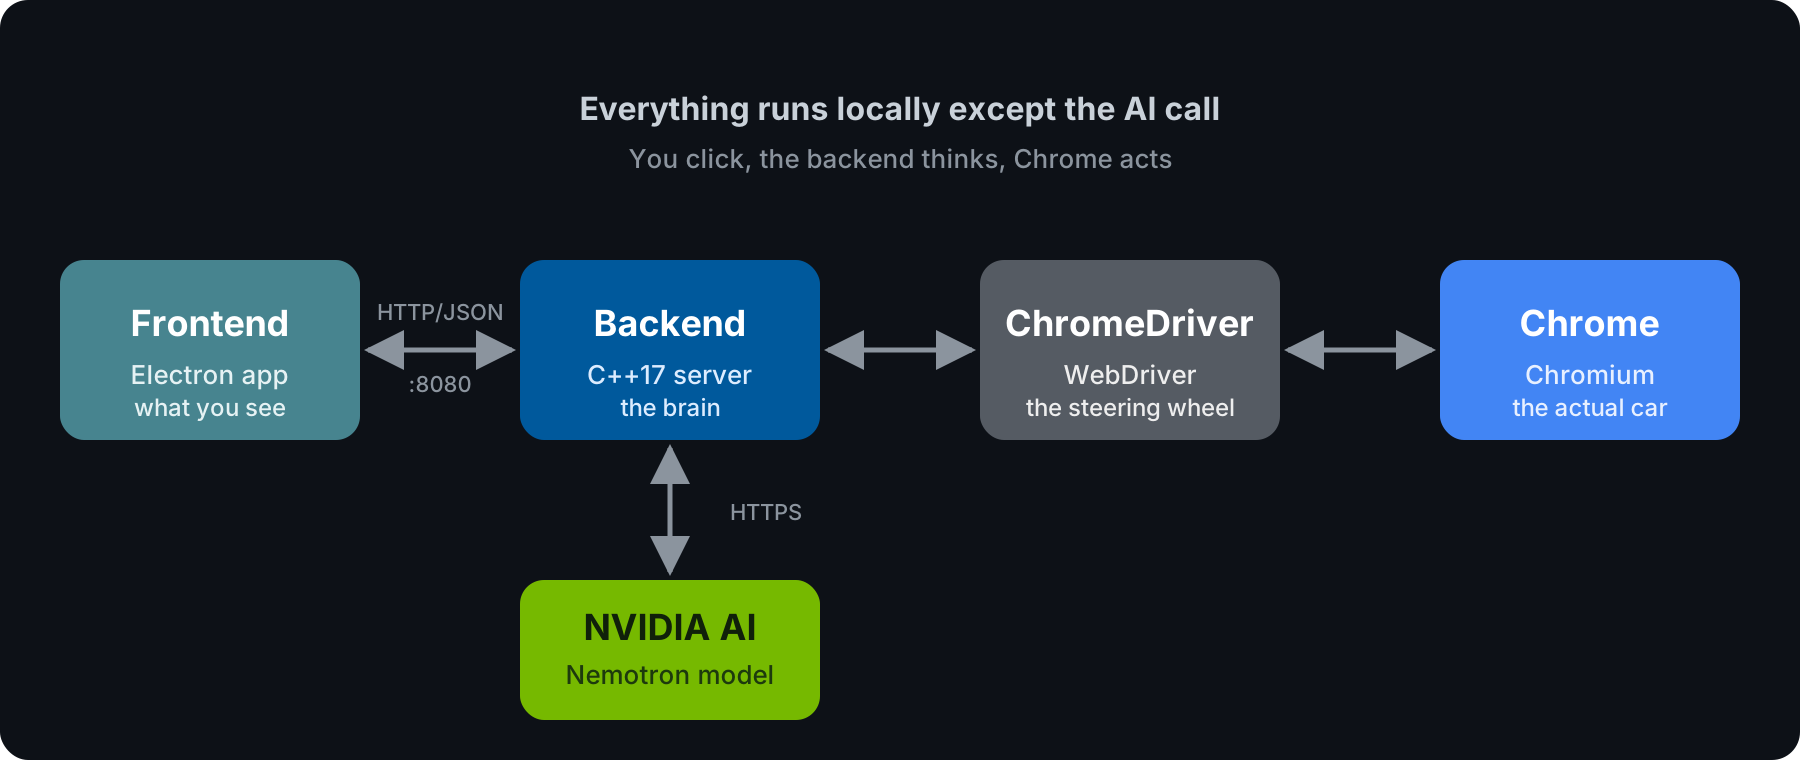 Everything runs locally except the AI call
You click, the backend thinks, Chrome acts
Frontend
Electron app
what you see
HTTP/JSON
:8080
Backend
C++17 server
the brain
ChromeDriver
WebDriver
the steering wheel
Chrome
Chromium
the actual car
HTTPS
NVIDIA AI
Nemotron model